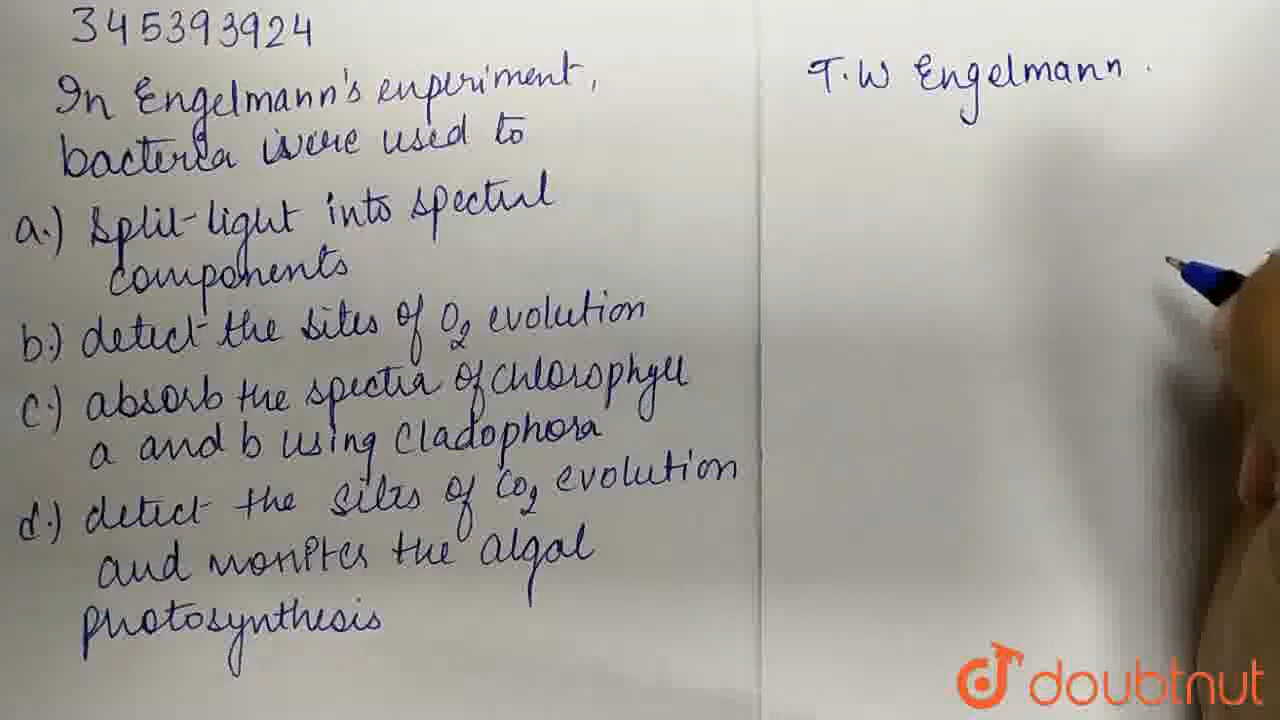 345393924
In Engelmann's enperiment,
bacteria were used to
a.) split light into spectral
components
b.) detect the sites of O₂ evolution
c.) absorb the spectra of chlorophyll
a and b using cladophora
d.) detect the sites of CO₂ evolution
and monitor the algal
photosynthesis
T.W Engelmann.
doubtnut